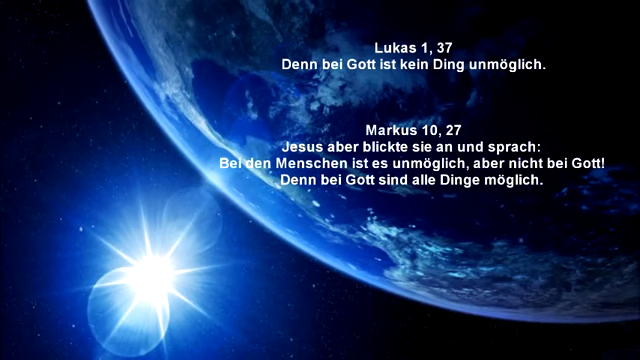 Lukas 1, 37
Denn bei Gott ist kein Ding unmöglich.
Markus 10, 27
Jesus aber blickte sie an und sprach:
Bei den Menschen ist es unmöglich, aber nicht bei Gott!
Denn bei Gott sind alle Dinge möglich.